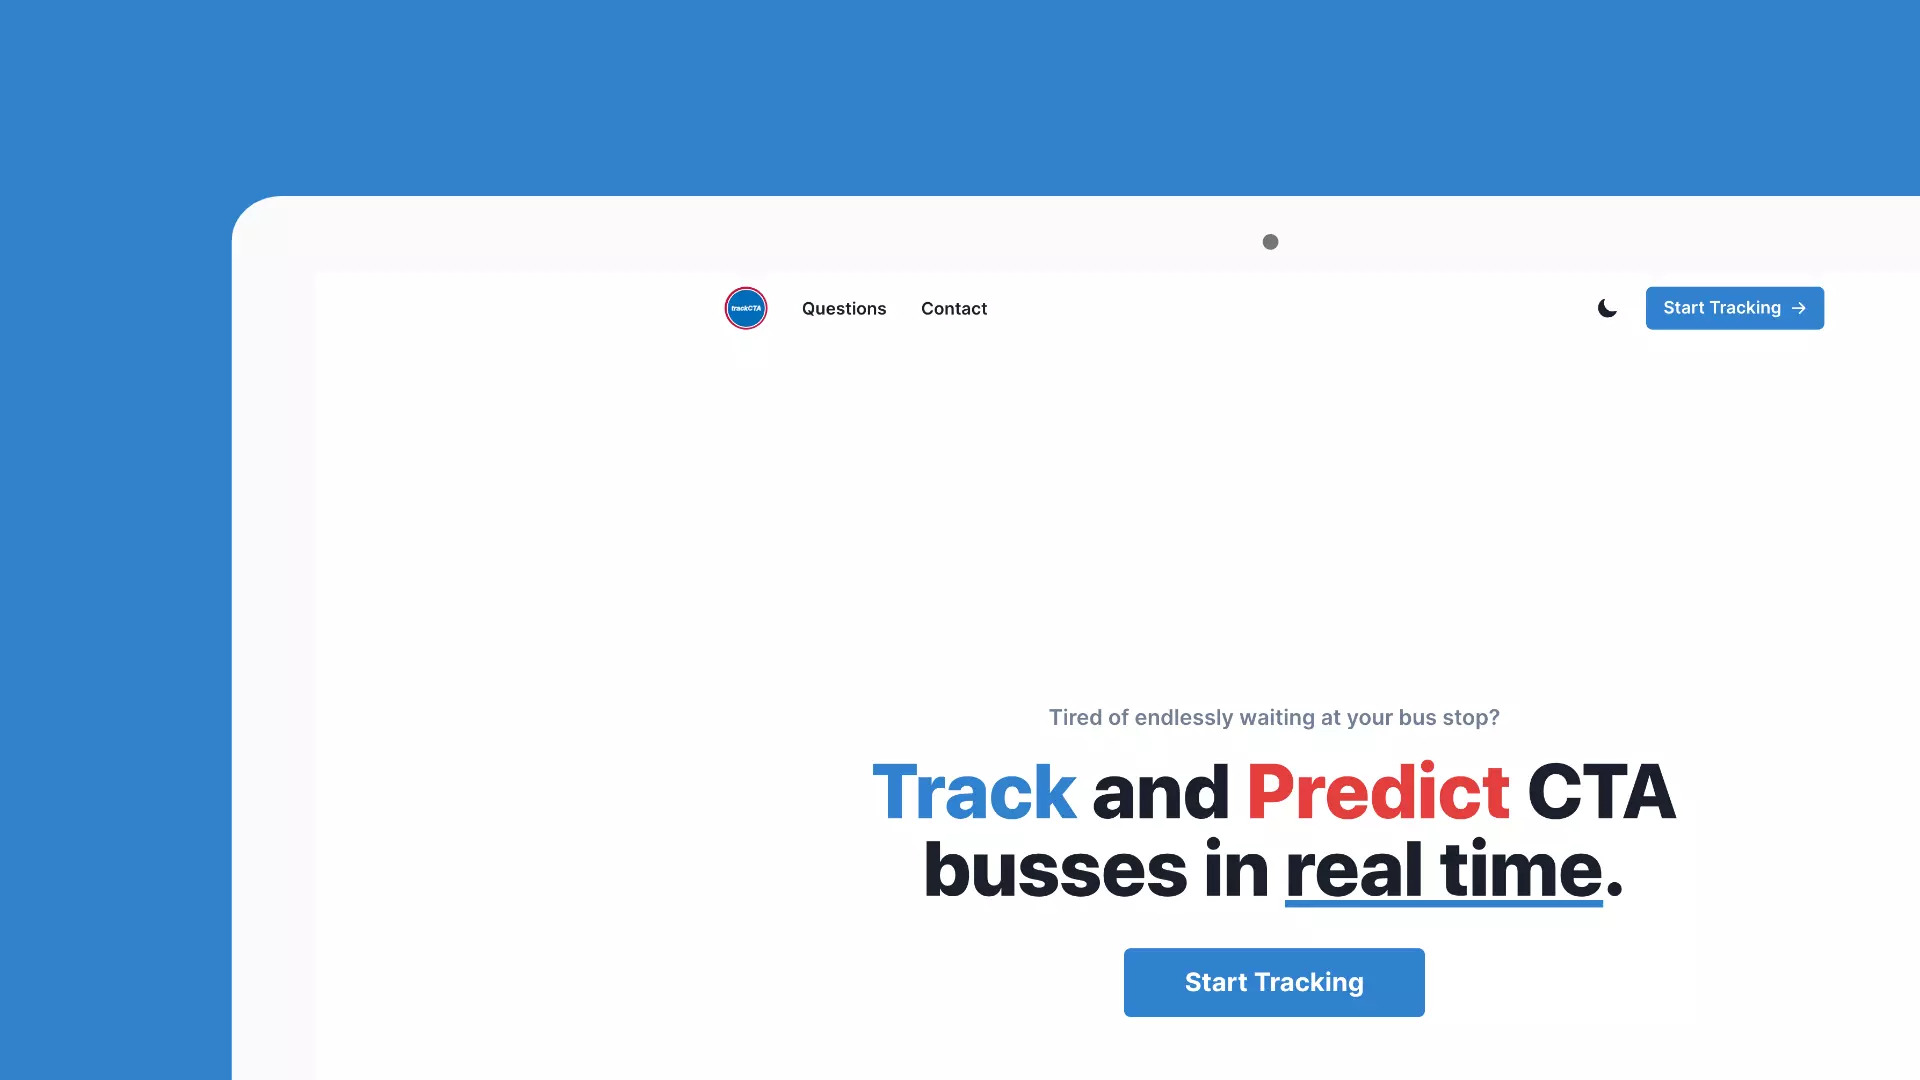 trackCTA
Questions
Contact
Start Tracking →
Tired of endlessly waiting at your bus stop?
Track and Predict CTA
busses in real time.
Start Tracking